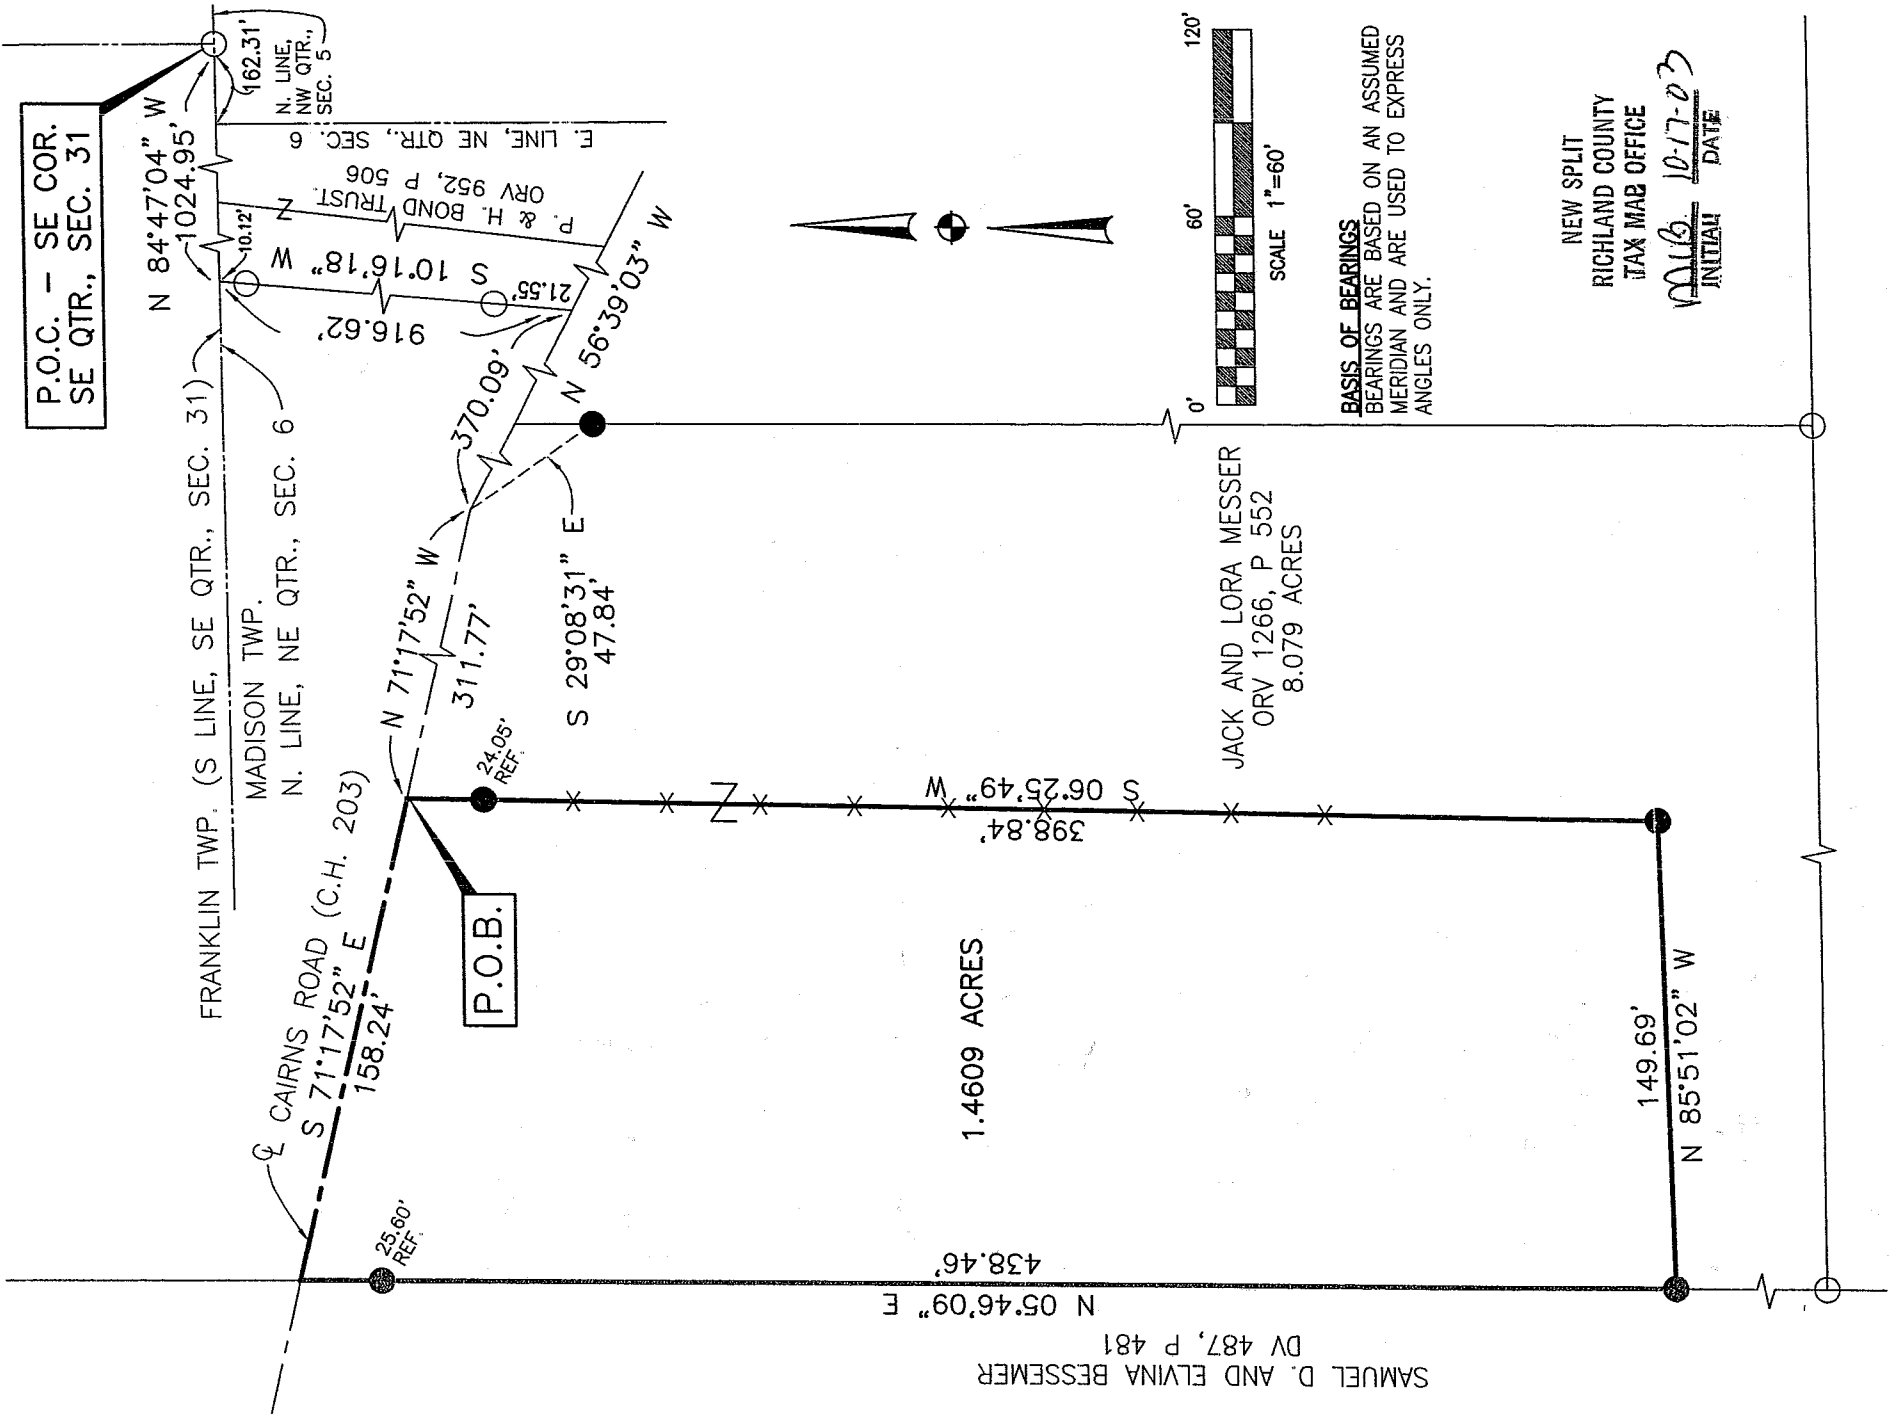 P.O.C. – SE COR.
SE QTR., SEC. 31
N 84°47'04" W
1024.95'
162.31'
N. LINE,
NW QTR.,
SEC. 5
10.12'
E. LINE, NE QTR., SEC. 6
P. & H. BOND TRUST
ORV 952, P 506
S 10°16'18" W
916.62'
21.55'
N 56°39'03" W
370.09'
FRANKLIN TWP. (S LINE, SE QTR., SEC. 31)
MADISON TWP.
N. LINE, NE QTR., SEC. 6
N 71°17'52" W
311.77'
S 29°08'31" E
47.84'
℄ CAIRNS ROAD (C.H. 203)
S 71°17'52" E
158.24'
P.O.B.
24.05'
REF.
25.60'
REF.
S 06°25'49" W
398.84'
JACK AND LORA MESSER
ORV 1266, P 552
8.079 ACRES
1.4609 ACRES
149.69'
N 85°51'02" W
438.46'
N 05°46'09" E
SAMUEL D. AND ELVINA BESSEMER
DV 487, P 481
0' 60' 120'
SCALE 1"=60'
BASIS OF BEARINGS
BEARINGS ARE BASED ON AN ASSUMED
MERIDIAN AND ARE USED TO EXPRESS
ANGLES ONLY.
NEW SPLIT
RICHLAND COUNTY
TAX MAP OFFICE
10-17-03
INITIAL DATE